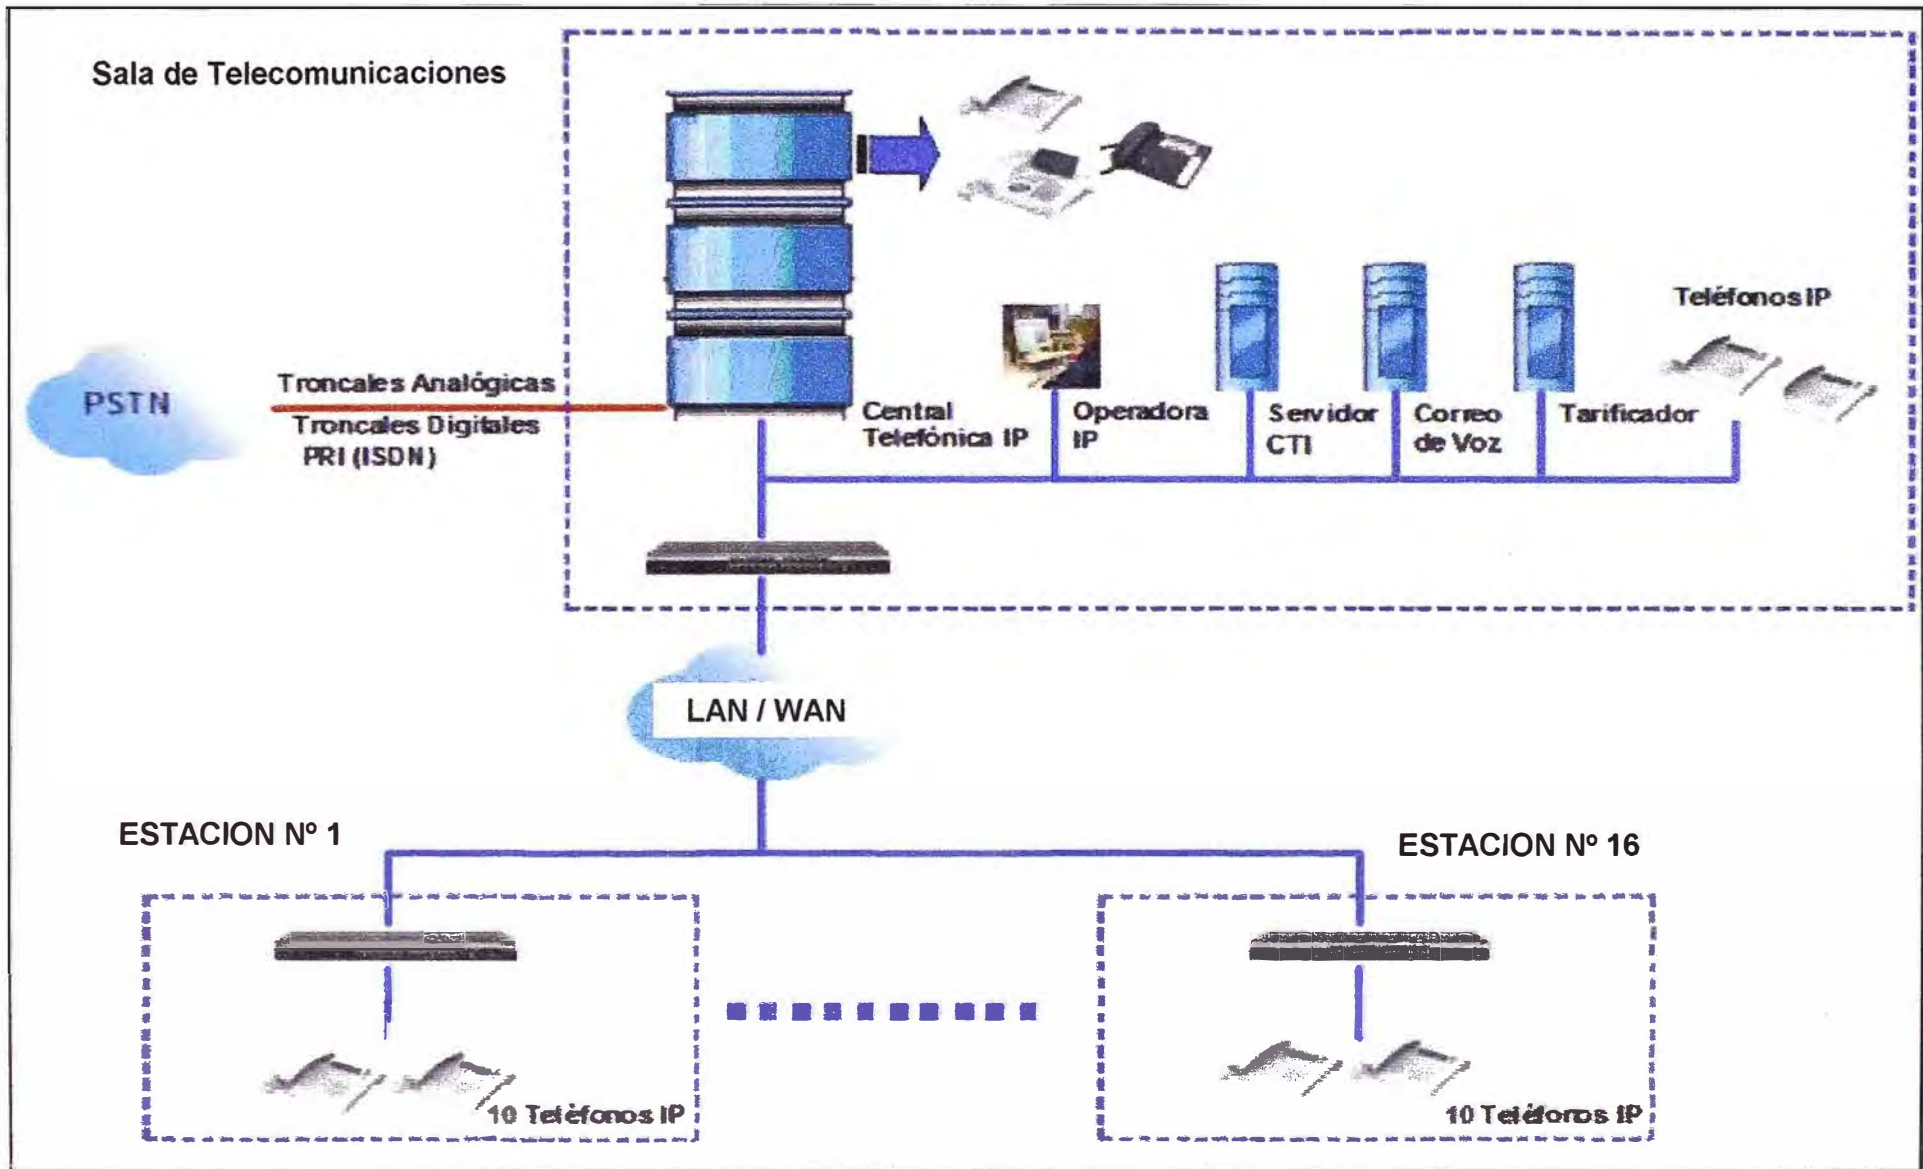 Sala de Telecomunicaciones
Teléfonos IP
PSTN
Troncales Analógicas
Troncales Digitales
PRI (ISDN)
Central
Telefónica IP
Operadora
IP
Servidor
CTI
Correo
de Voz
Tarificador
LAN / WAN
ESTACION Nº 1
ESTACION Nº 16
10 Teléfonos IP
10 Teléfonos IP